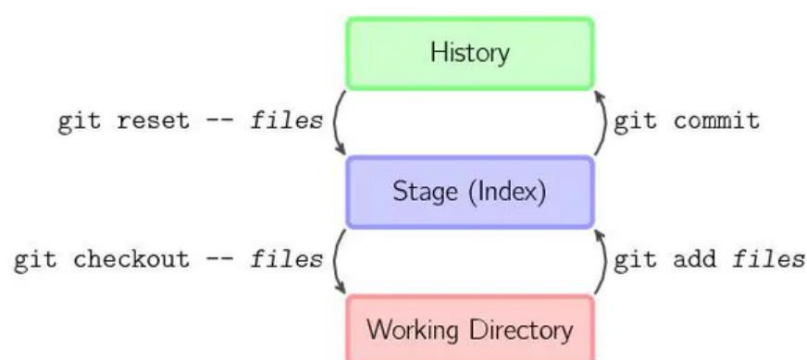 History
git reset -- files
git commit
Stage (Index)
git checkout -- files
git add files
Working Directory